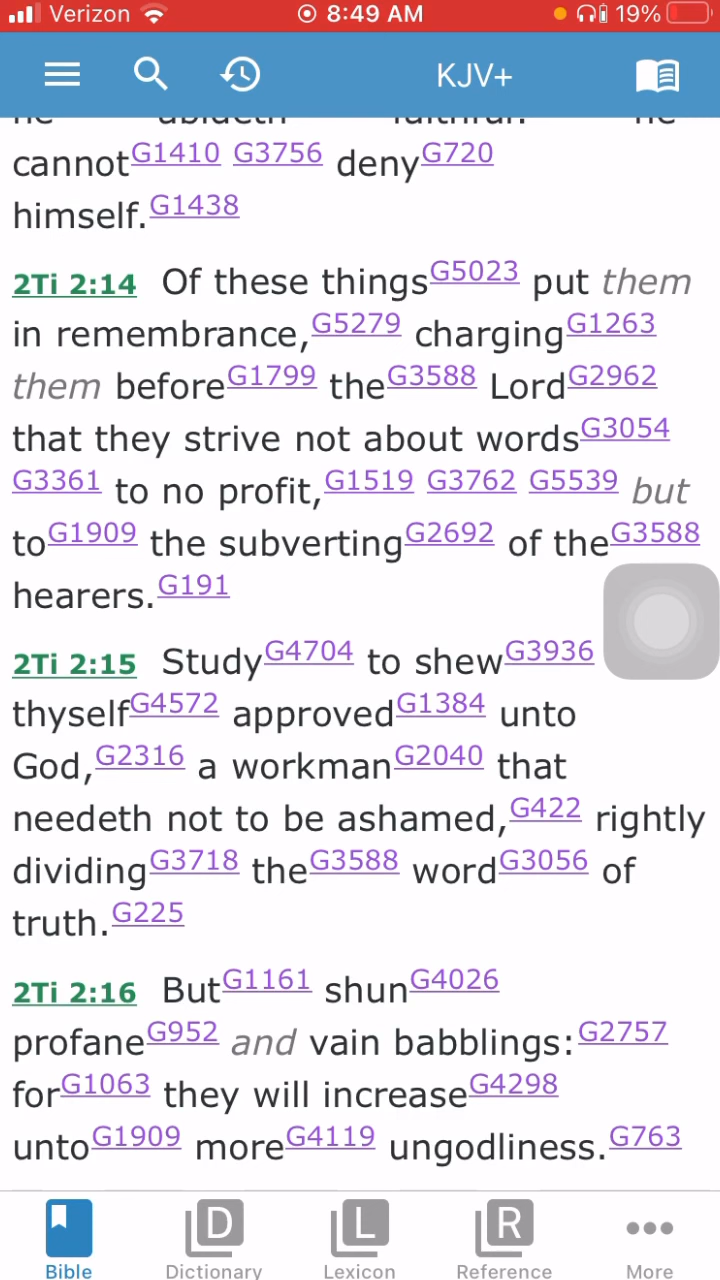 Verizon 8:49 AM 19%
KJV+
he abideth faithful: he
cannotG1410 G3756 denyG720
himself.G1438
2Ti 2:14 Of these thingsG5023 put them
in remembrance,G5279 chargingG1263
them beforeG1799 theG3588 LordG2962
that they strive not about wordsG3054
G3361 to no profit,G1519 G3762 G5539 but
toG1909 the subvertingG2692 of theG3588
hearers.G191
2Ti 2:15 StudyG4704 to shewG3936
thyselfG4572 approvedG1384 unto
God,G2316 a workmanG2040 that
needeth not to be ashamed,G422 rightly
dividingG3718 theG3588 wordG3056 of
truth.G225
2Ti 2:16 ButG1161 shunG4026
profaneG952 and vain babblings:G2757
forG1063 they will increaseG4298
untoG1909 moreG4119 ungodliness.G763
D L R
Bible Dictionary Lexicon Reference More